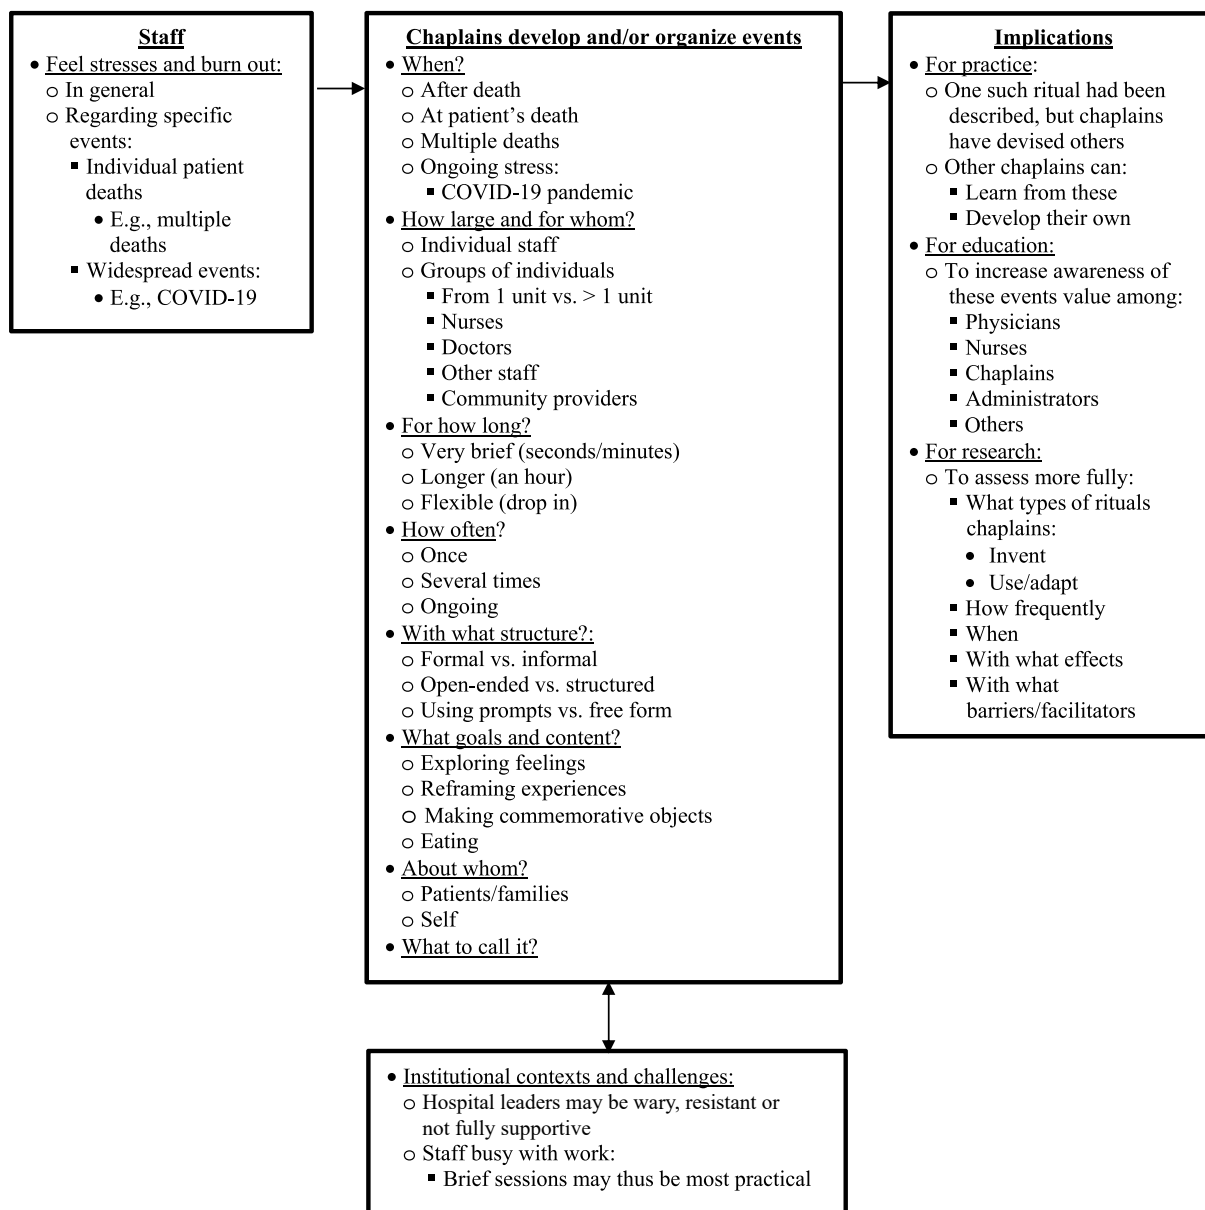 Staff
• Feel stresses and burn out:
o In general
o Regarding specific
events:
▪ Individual patient
deaths
• E.g., multiple
deaths
▪ Widespread events:
• E.g., COVID-19
Chaplains develop and/or organize events
• When?
o After death
o At patient's death
o Multiple deaths
o Ongoing stress:
▪ COVID-19 pandemic
• How large and for whom?
o Individual staff
o Groups of individuals
▪ From 1 unit vs. > 1 unit
▪ Nurses
▪ Doctors
▪ Other staff
▪ Community providers
• For how long?
o Very brief (seconds/minutes)
o Longer (an hour)
o Flexible (drop in)
• How often?
o Once
o Several times
o Ongoing
• With what structure?:
o Formal vs. informal
o Open-ended vs. structured
o Using prompts vs. free form
• What goals and content?
o Exploring feelings
o Reframing experiences
o Making commemorative objects
o Eating
• About whom?
o Patients/families
o Self
• What to call it?
Implications
• For practice:
o One such ritual had been
described, but chaplains
have devised others
o Other chaplains can:
▪ Learn from these
▪ Develop their own
• For education:
o To increase awareness of
these events value among:
▪ Physicians
▪ Nurses
▪ Chaplains
▪ Administrators
▪ Others
• For research:
o To assess more fully:
▪ What types of rituals
chaplains:
• Invent
• Use/adapt
▪ How frequently
▪ When
▪ With what effects
▪ With what
barriers/facilitators
• Institutional contexts and challenges:
o Hospital leaders may be wary, resistant or
not fully supportive
o Staff busy with work:
▪ Brief sessions may thus be most practical